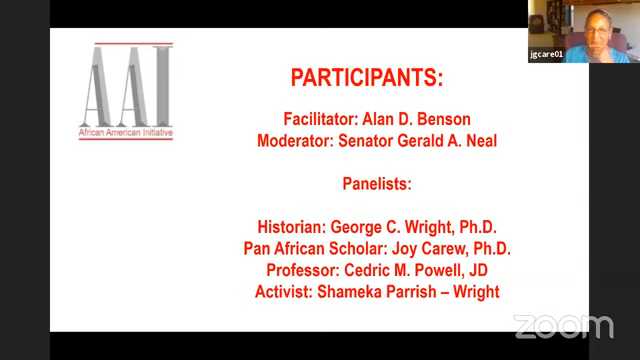 AAI
African American Initiative
PARTICIPANTS:
Facilitator: Alan D. Benson
Moderator: Senator Gerald A. Neal
Panelists:
Historian: George C. Wright, Ph.D.
Pan African Scholar: Joy Carew, Ph.D.
Professor: Cedric M. Powell, JD
Activist: Shameka Parrish – Wright
jgcare01
zoom